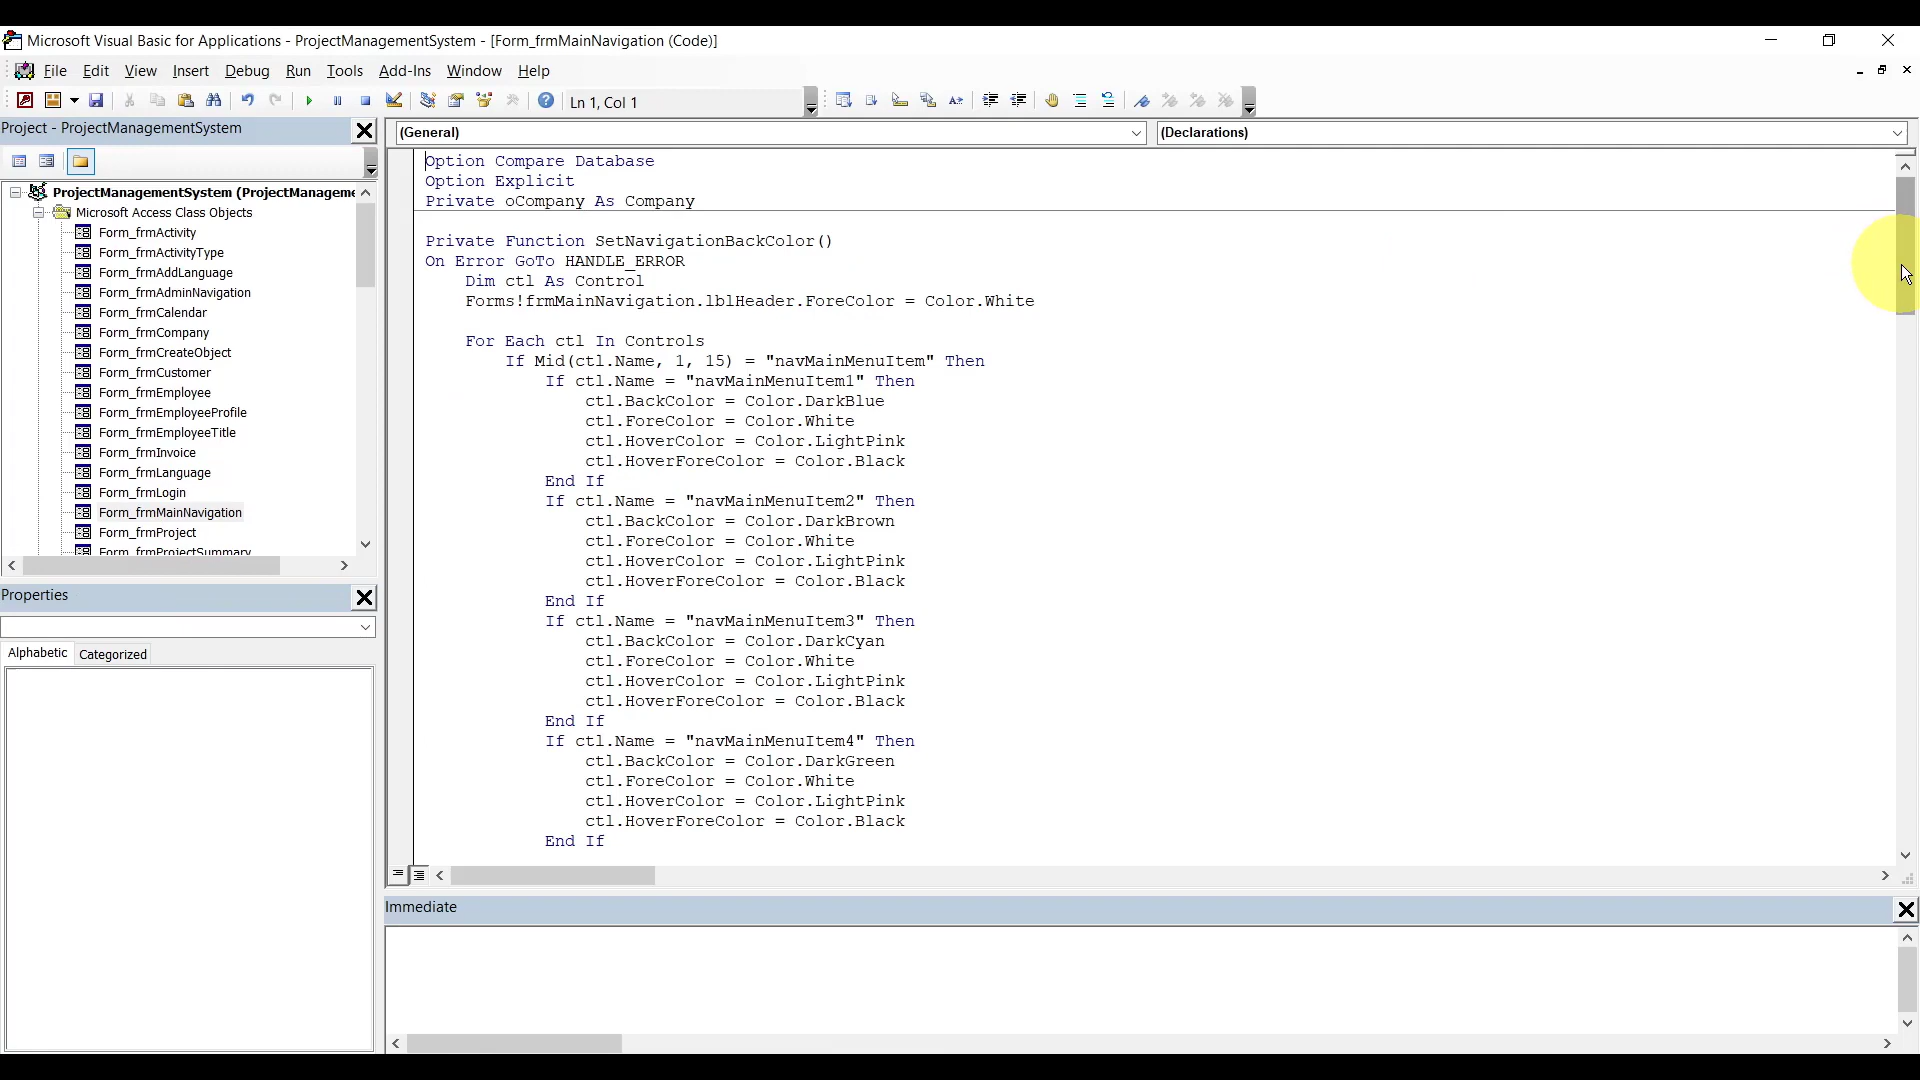 Microsoft Visual Basic for Applications - ProjectManagementSystem - [Form_frmMainNavigation (Code)]
File Edit View Insert Debug Run Tools Add-Ins Window Help
Ln 1, Col 1
Project - ProjectManagementSystem
ProjectManagementSystem (ProjectManageme
Microsoft Access Class Objects
Form_frmActivity
Form_frmActivityType
Form_frmAddLanguage
Form_frmAdminNavigation
Form_frmCalendar
Form_frmCompany
Form_frmCreateObject
Form_frmCustomer
Form_frmEmployee
Form_frmEmployeeProfile
Form_frmEmployeeTitle
Form_frmInvoice
Form_frmLanguage
Form_frmLogin
Form_frmMainNavigation
Form_frmProject
Form_frmProjectSummary
Properties
Alphabetic Categorized
(General) (Declarations)
Option Compare Database
Option Explicit
Private oCompany As Company
Private Function SetNavigationBackColor()
On Error GoTo HANDLE_ERROR
Dim ctl As Control
Forms!frmMainNavigation.lblHeader.ForeColor = Color.White
For Each ctl In Controls
If Mid(ctl.Name, 1, 15) = "navMainMenuItem" Then
If ctl.Name = "navMainMenuItem1" Then
ctl.BackColor = Color.DarkBlue
ctl.ForeColor = Color.White
ctl.HoverColor = Color.LightPink
ctl.HoverForeColor = Color.Black
End If
If ctl.Name = "navMainMenuItem2" Then
ctl.BackColor = Color.DarkBrown
ctl.ForeColor = Color.White
ctl.HoverColor = Color.LightPink
ctl.HoverForeColor = Color.Black
End If
If ctl.Name = "navMainMenuItem3" Then
ctl.BackColor = Color.DarkCyan
ctl.ForeColor = Color.White
ctl.HoverColor = Color.LightPink
ctl.HoverForeColor = Color.Black
End If
If ctl.Name = "navMainMenuItem4" Then
ctl.BackColor = Color.DarkGreen
ctl.ForeColor = Color.White
ctl.HoverColor = Color.LightPink
ctl.HoverForeColor = Color.Black
End If
Immediate